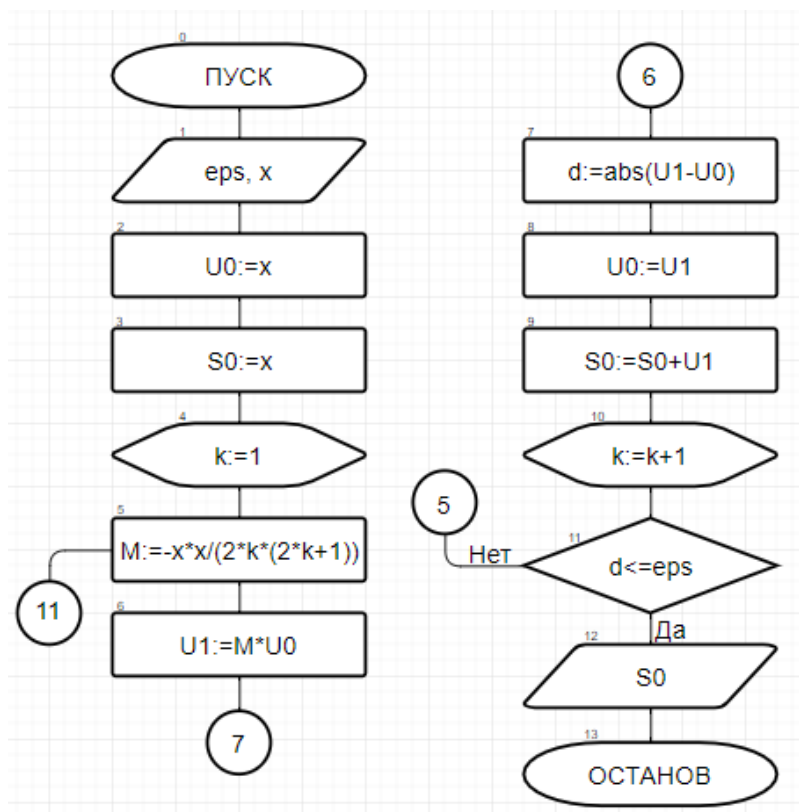 0
ПУСК
1
eps, x
2
U0:=x
3
S0:=x
4
k:=1
5
M:=-x*x/(2*k*(2*k+1))
11
6
U1:=M*U0
7
6
7
d:=abs(U1-U0)
8
U0:=U1
9
S0:=S0+U1
10
k:=k+1
5
Нет
11
d<=eps
Да
12
S0
13
ОСТАНОВ